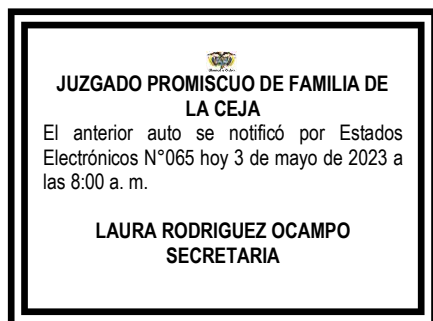 JUZGADO PROMISCUO DE FAMILIA DE
LA CEJA
El anterior auto se notificó por Estados
Electrónicos N°065 hoy 3 de mayo de 2023 a
las 8:00 a. m.
LAURA RODRIGUEZ OCAMPO
SECRETARIA